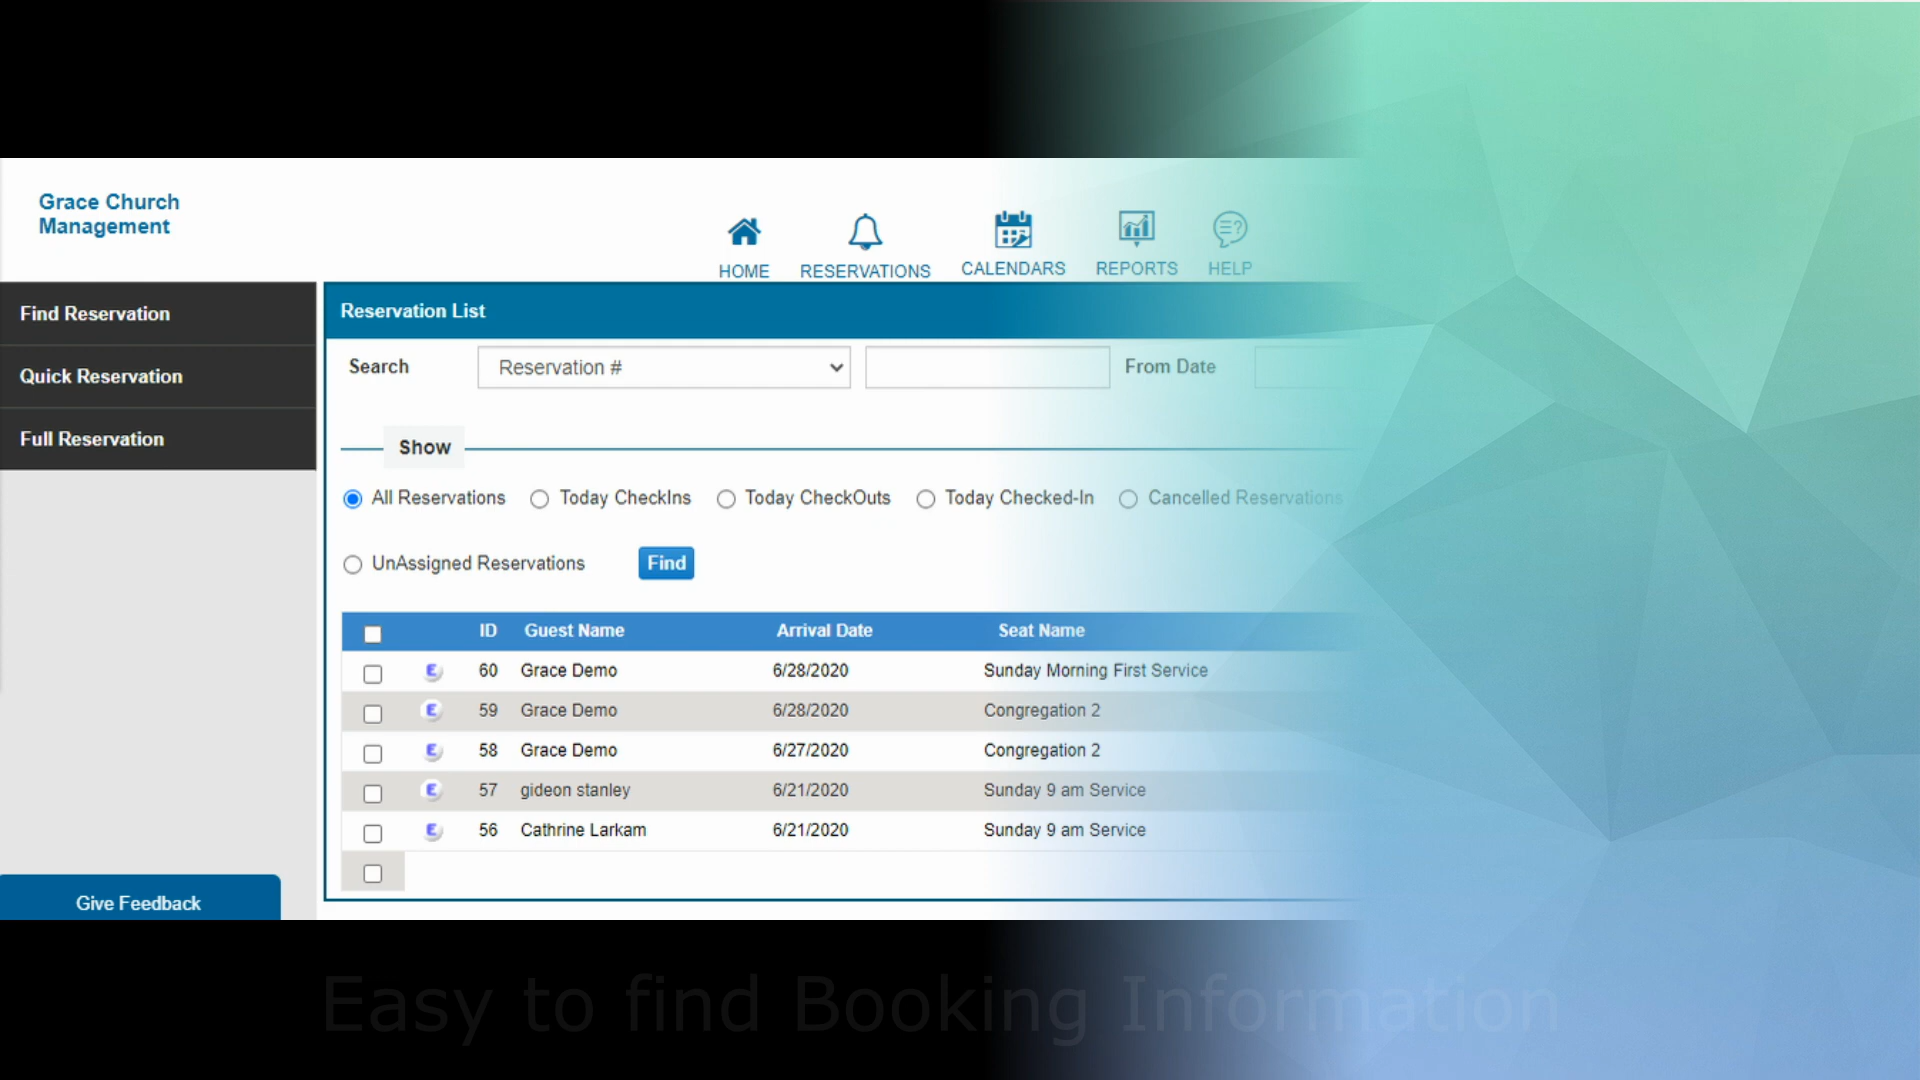 Grace Church
Management
HOME RESERVATIONS CALENDARS REPORTS HELP
Find Reservation
Quick Reservation
Full Reservation
Reservation List
Search Reservation # From Date
Show
All Reservations Today CheckIns Today CheckOuts Today Checked-In Cancelled Reservations
UnAssigned Reservations Find
ID Guest Name Arrival Date Seat Name
E 60 Grace Demo 6/28/2020 Sunday Morning First Service
E 59 Grace Demo 6/28/2020 Congregation 2
E 58 Grace Demo 6/27/2020 Congregation 2
E 57 gideon stanley 6/21/2020 Sunday 9 am Service
E 56 Cathrine Larkam 6/21/2020 Sunday 9 am Service
Give Feedback
Easy to find Booking Information